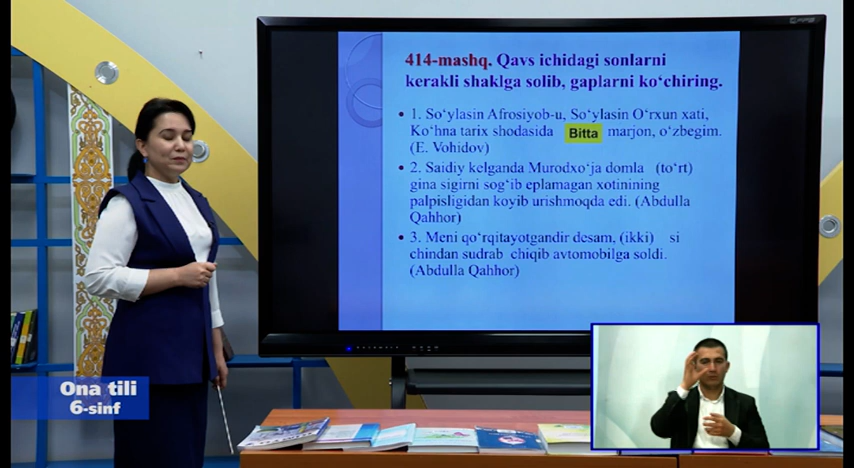 414-mashq. Qavs ichidagi sonlarni
kerakli shaklga solib, gaplarni ko‘chiring.
• 1. So‘ylasin Afrosiyob-u, So‘ylasin O‘rxun xati,
Ko‘hna tarix shodasida Bitta marjon, o‘zbegim.
(E. Vohidov)
• 2. Saidiy kelganda Murodxo‘ja domla (to‘rt)
gina sigirni sog‘ib eplamagan xotinining
palpisligidan koyib urishmoqda edi. (Abdulla
Qahhor)
• 3. Meni qo‘rqitayotgandir desam, (ikki) si
chindan sudrab chiqib avtomobilga soldi.
(Abdulla Qahhor)
Ona tili
6-sinf